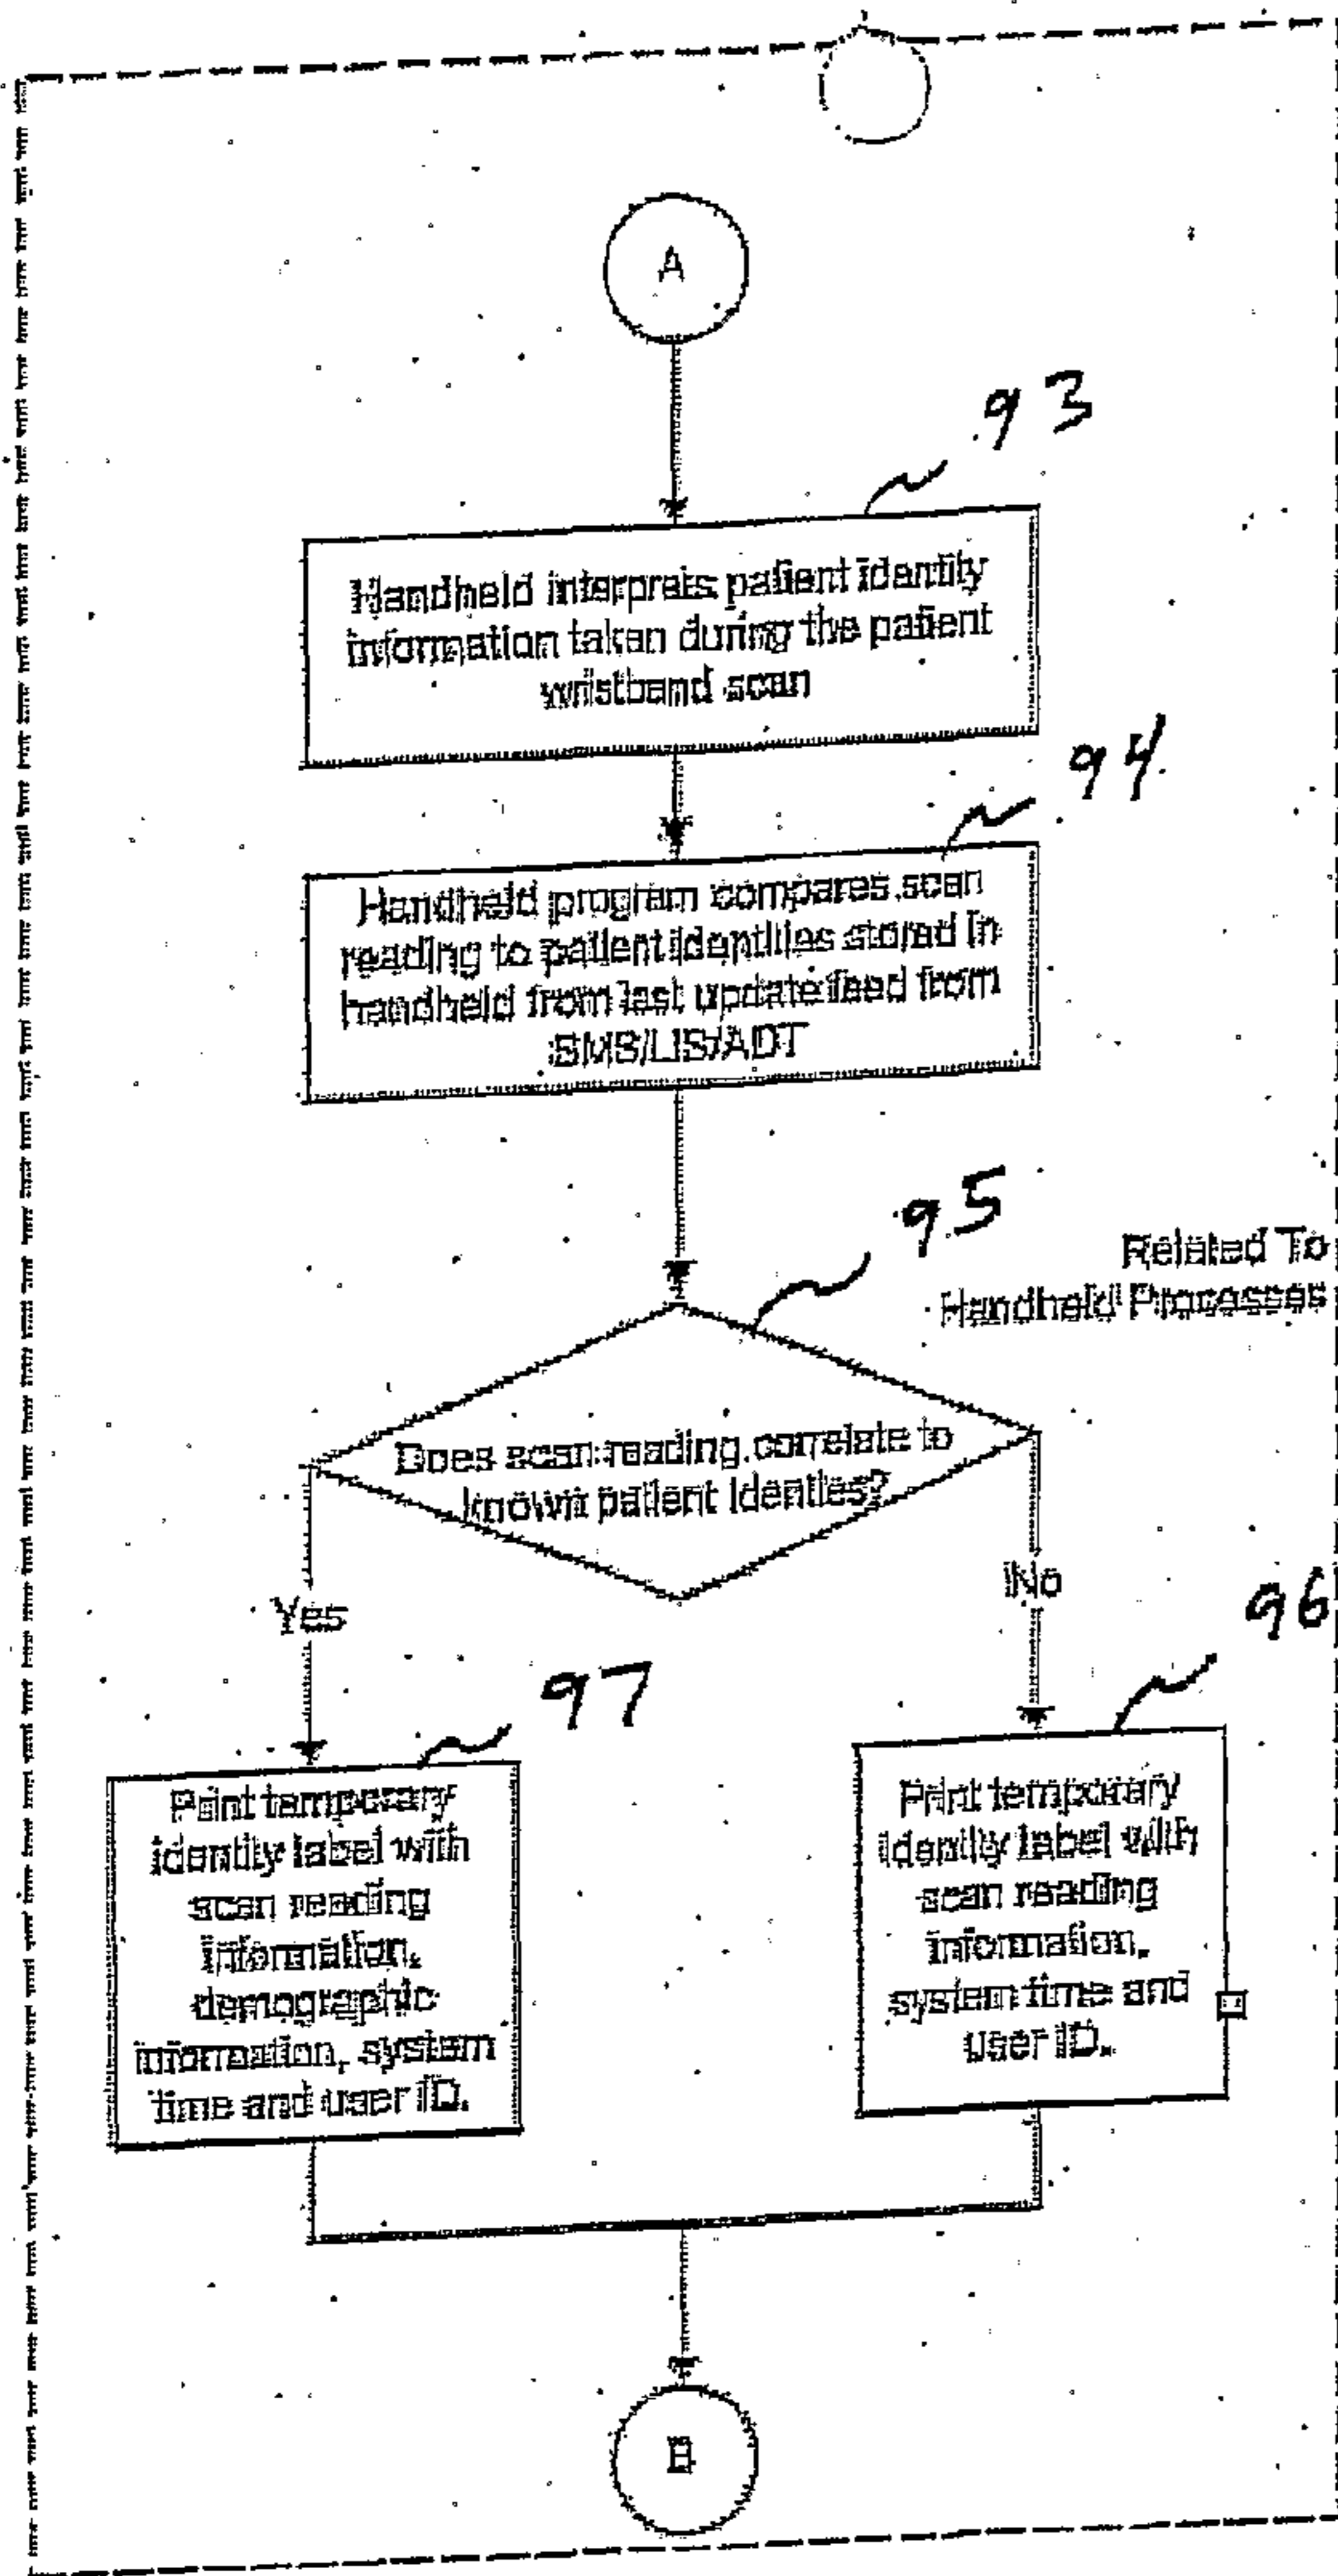 A
93
Handheld interprets patient identity
information taken during the patient
wristband scan
94
Handheld program compares scan
reading to patient identities stored in
handheld from last update feed from
SMS/LIS/ADT
95
Related To
Handheld Processes
Does scan reading correlate to
known patient identies?
Yes
No
96
97
Print temporary
identity label with
scan reading
information,
demographic
information, system
time and user ID.
Print temporary
identity label with
scan reading
information,
system time and
user ID.
B